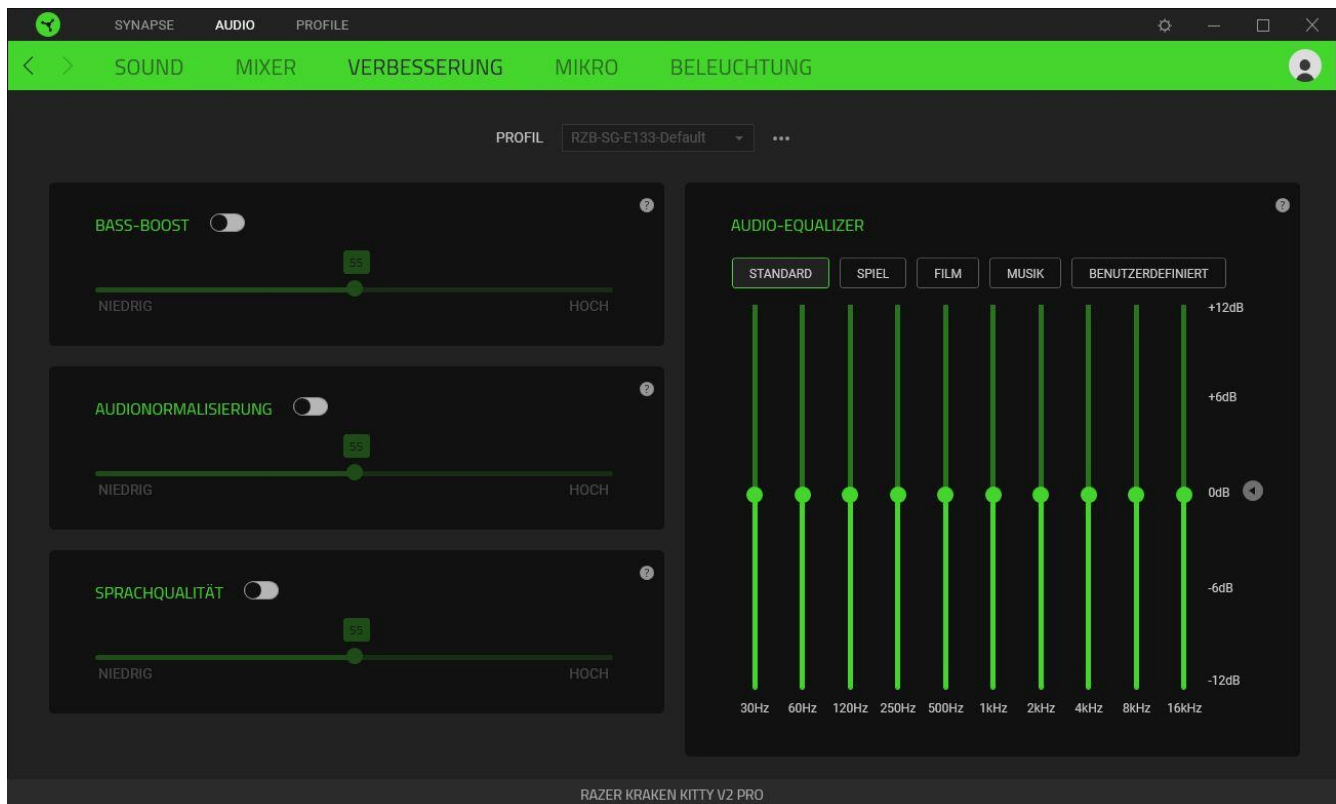 SYNAPSE AUDIO PROFILE
SOUND MIXER VERBESSERUNG MIKRO BELEUCHTUNG
PROFIL RZB-SG-E133-Default
BASS-BOOST
55
NIEDRIG HOCH
AUDIONORMALISIERUNG
55
NIEDRIG HOCH
SPRACHQUALITÄT
55
NIEDRIG HOCH
AUDIO-EQUALIZER
STANDARD SPIEL FILM MUSIK BENUTZERDEFINIERT
+12dB
+6dB
0dB
-6dB
-12dB
30Hz 60Hz 120Hz 250Hz 500Hz 1kHz 2kHz 4kHz 8kHz 16kHz
RAZER KRAKEN KITTY V2 PRO